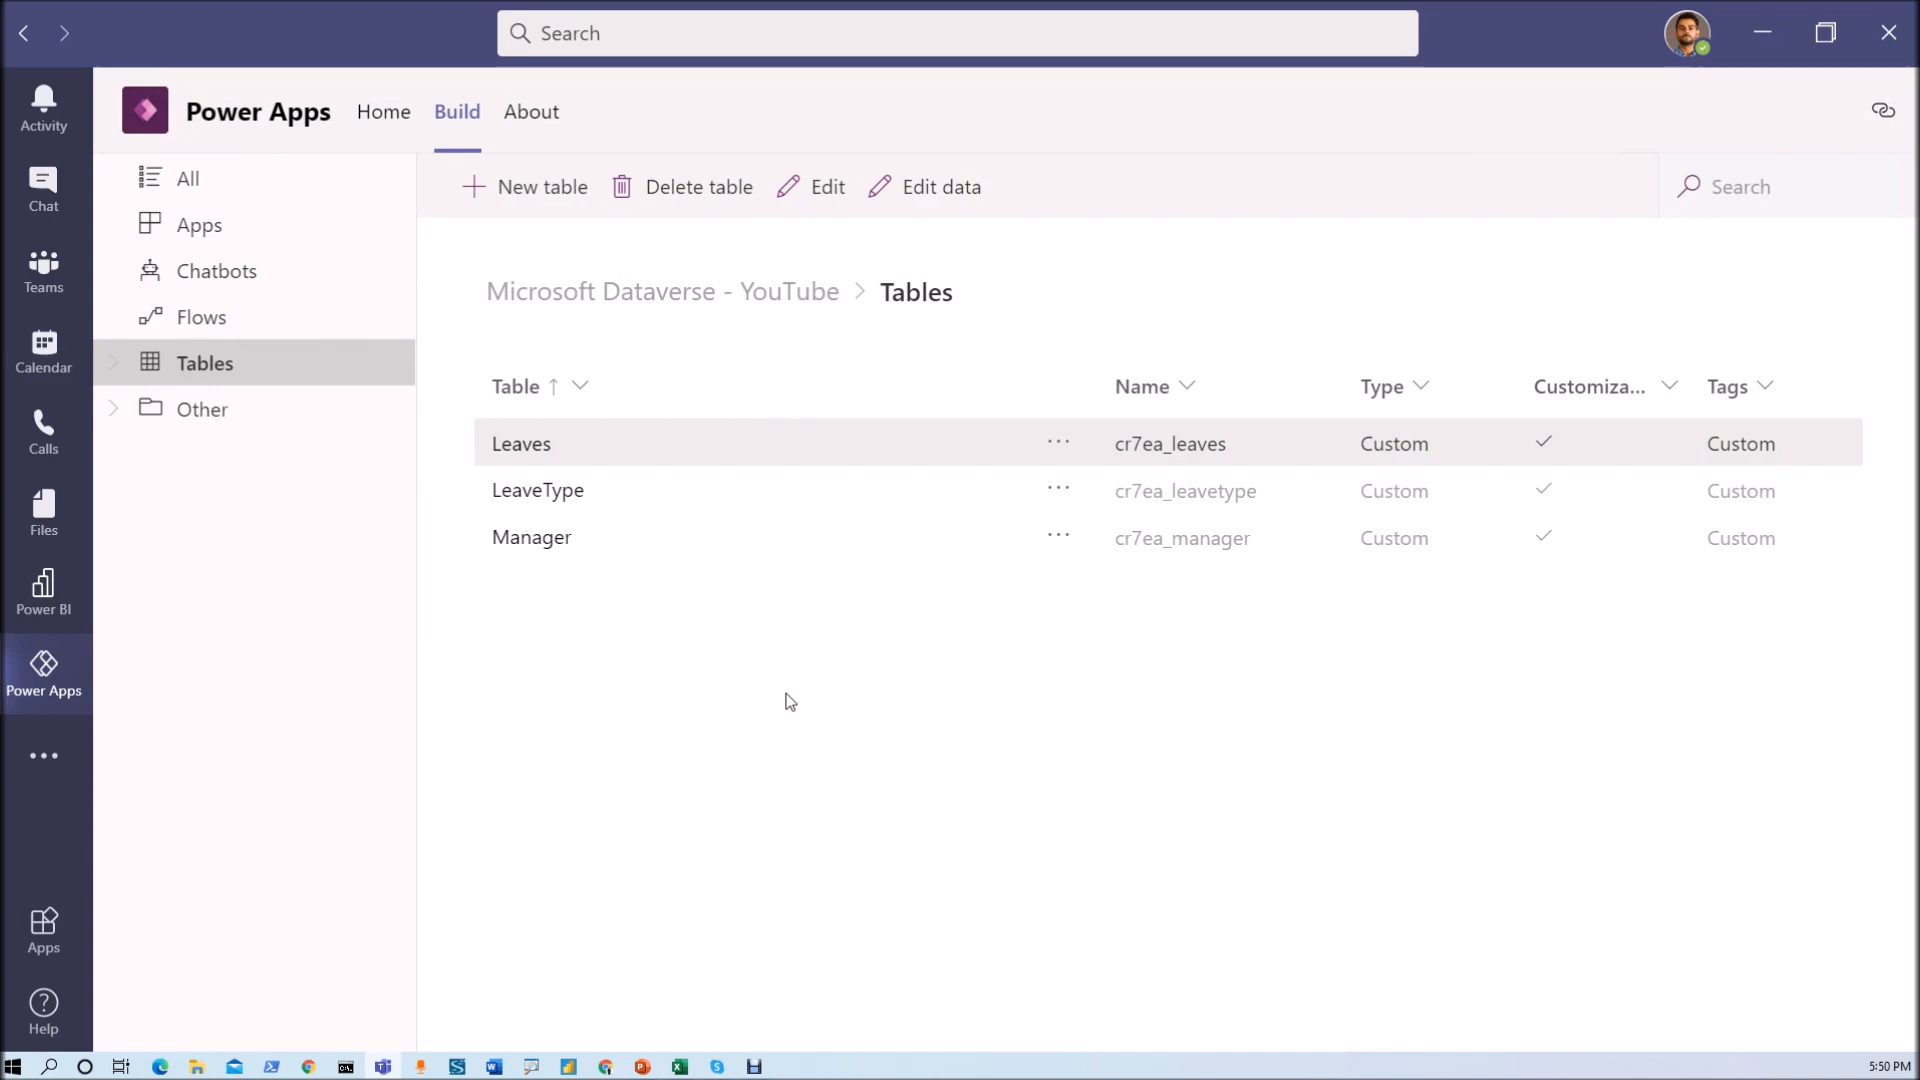 Search
Activity
Chat
Teams
Calendar
Calls
Files
Power BI
Power Apps
Apps
Help
Power Apps Home Build About
All
Apps
Chatbots
Flows
Tables
Other
New table Delete table Edit Edit data Search
Microsoft Dataverse - YouTube > Tables
Table Name Type Customiza... Tags
Leaves cr7ea_leaves Custom Custom
LeaveType cr7ea_leavetype Custom Custom
Manager cr7ea_manager Custom Custom
5:50 PM